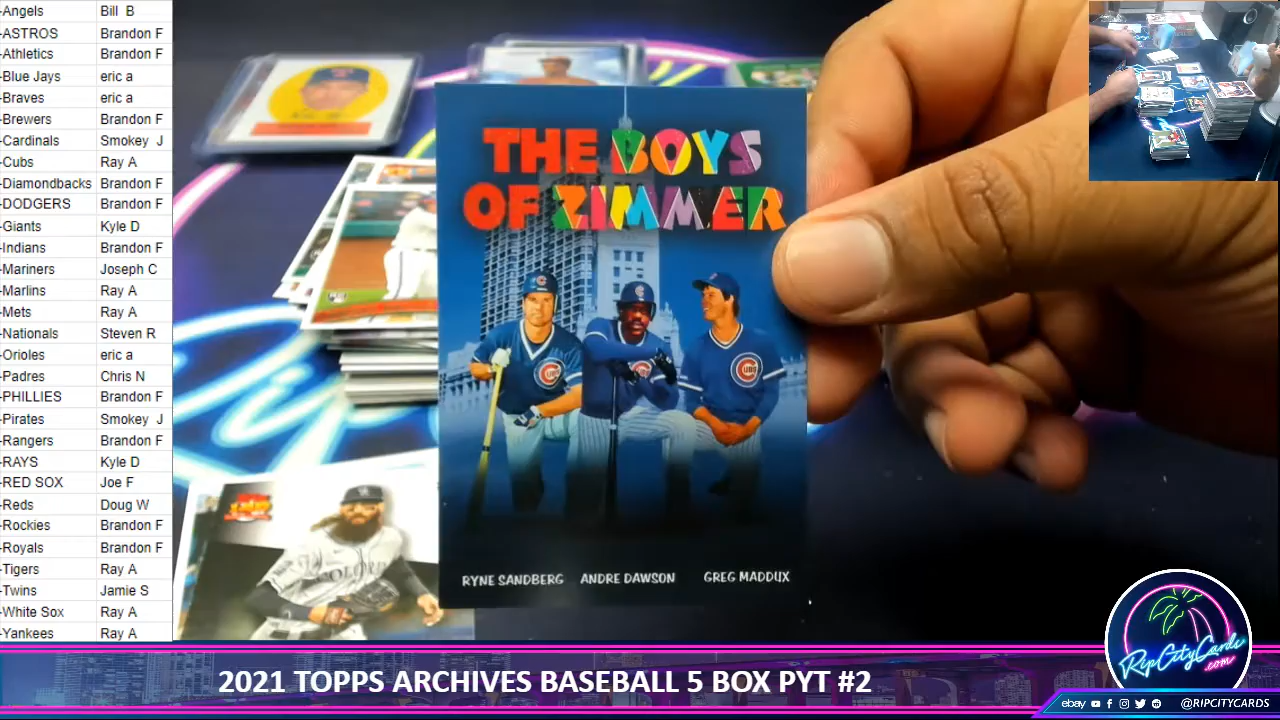 -Angels Bill B
-ASTROS Brandon F
-Athletics Brandon F
-Blue Jays eric a
-Braves eric a
-Brewers Brandon F
-Cardinals Smokey J
-Cubs Ray A
-Diamondbacks Brandon F
-DODGERS Brandon F
-Giants Kyle D
-Indians Brandon F
-Mariners Joseph C
-Marlins Ray A
-Mets Ray A
-Nationals Steven R
-Orioles eric a
-Padres Chris N
-PHILLIES Brandon F
-Pirates Smokey J
-Rangers Brandon F
-RAYS Kyle D
-RED SOX Joe F
-Reds Doug W
-Rockies Brandon F
-Royals Brandon F
-Tigers Ray A
-Twins Jamie S
-White Sox Ray A
-Yankees Ray A
THE BOYS
OF ZIMMER
RYNE SANDBERG ANDRE DAWSON GREG MADDUX
2021 TOPPS ARCHIVES BASEBALL 5 BOX PYT #2
RipCityCards
.com
ebay @RIPCITYCARDS